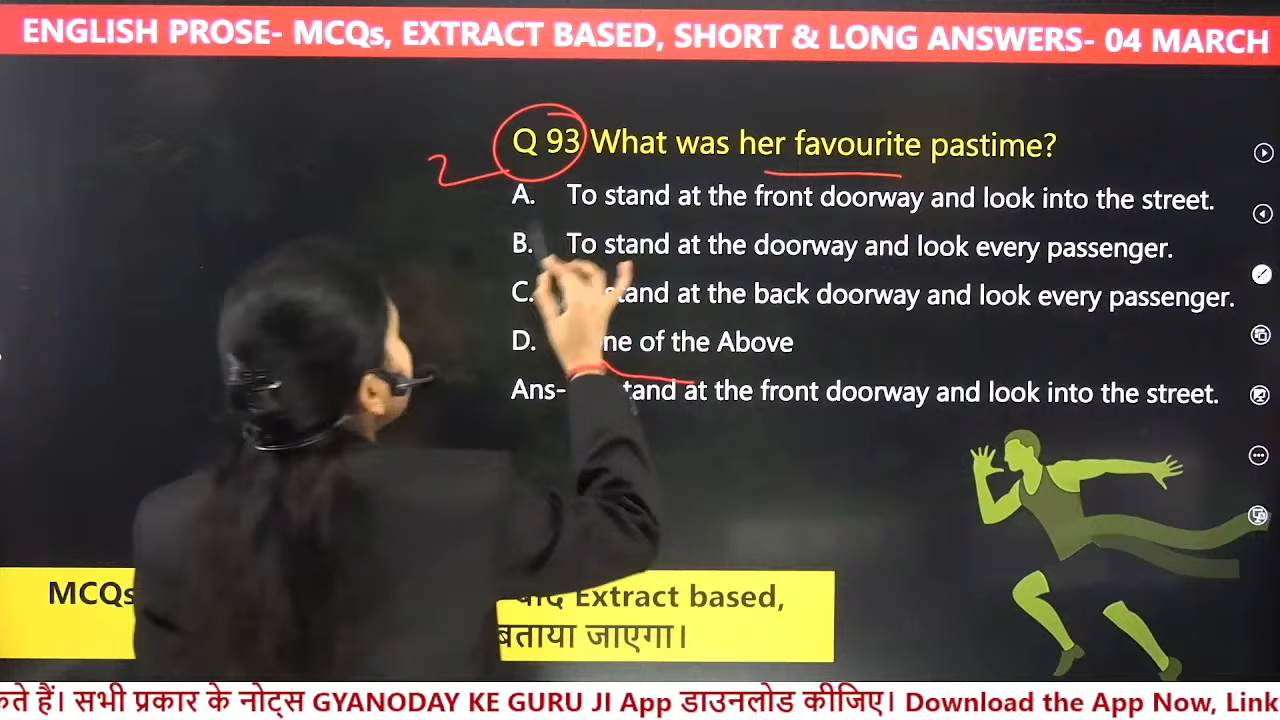 ENGLISH PROSE- MCQs, EXTRACT BASED, SHORT & LONG ANSWERS- 04 MARCH
2
Q 93 What was her favourite pastime?
A. To stand at the front doorway and look into the street.
B. To stand at the doorway and look every passenger.
C. stand at the back doorway and look every passenger.
D. of the Above
Ans- stand at the front doorway and look into the street.
MCQs Extract based,
बताया जाएगा।
हैं। सभी प्रकार के नोट्स GYANODAY KE GURU JI App डाउनलोड कीजिए। Download the App Now, Link